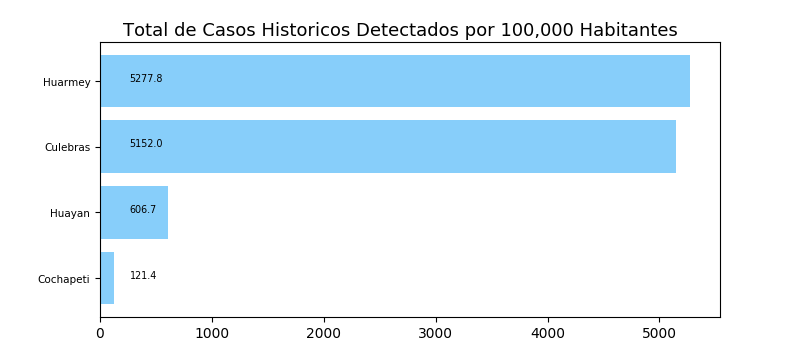 Total de Casos Historicos Detectados por 100,000 Habitantes
Huarmey 5277.8
Culebras 5152.0
Huayan 606.7
Cochapeti 121.4
0 1000 2000 3000 4000 5000